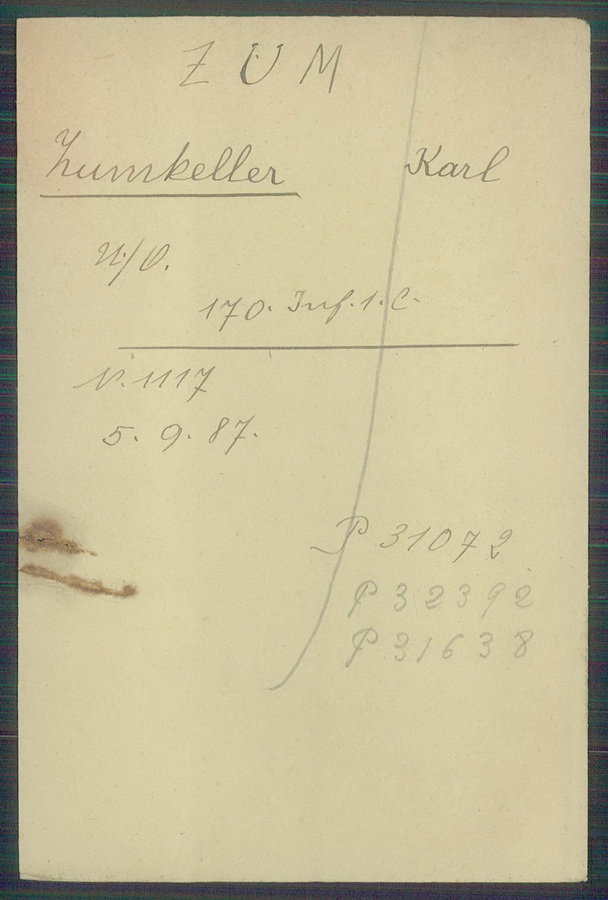 ZUM
Zumkeller Karl
U/O.
170. Inf. 1. C.
N. 1117
5. 9. 87.
P 31072
P 32392
P 31638